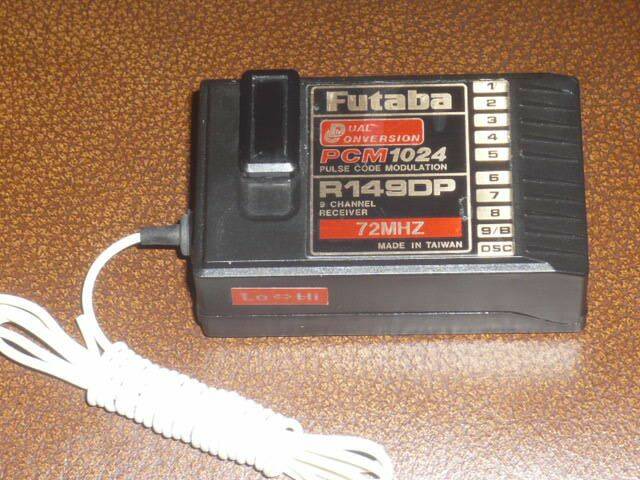 Futaba
DUAL CONVERSION
PCM1024
PULSE CODE MODULATION
R149DP
9 CHANNEL
RECEIVER
72MHZ
MADE IN TAIWAN
1
2
3
4
5
6
7
8
9/B
DSC
Lo⇔Hi